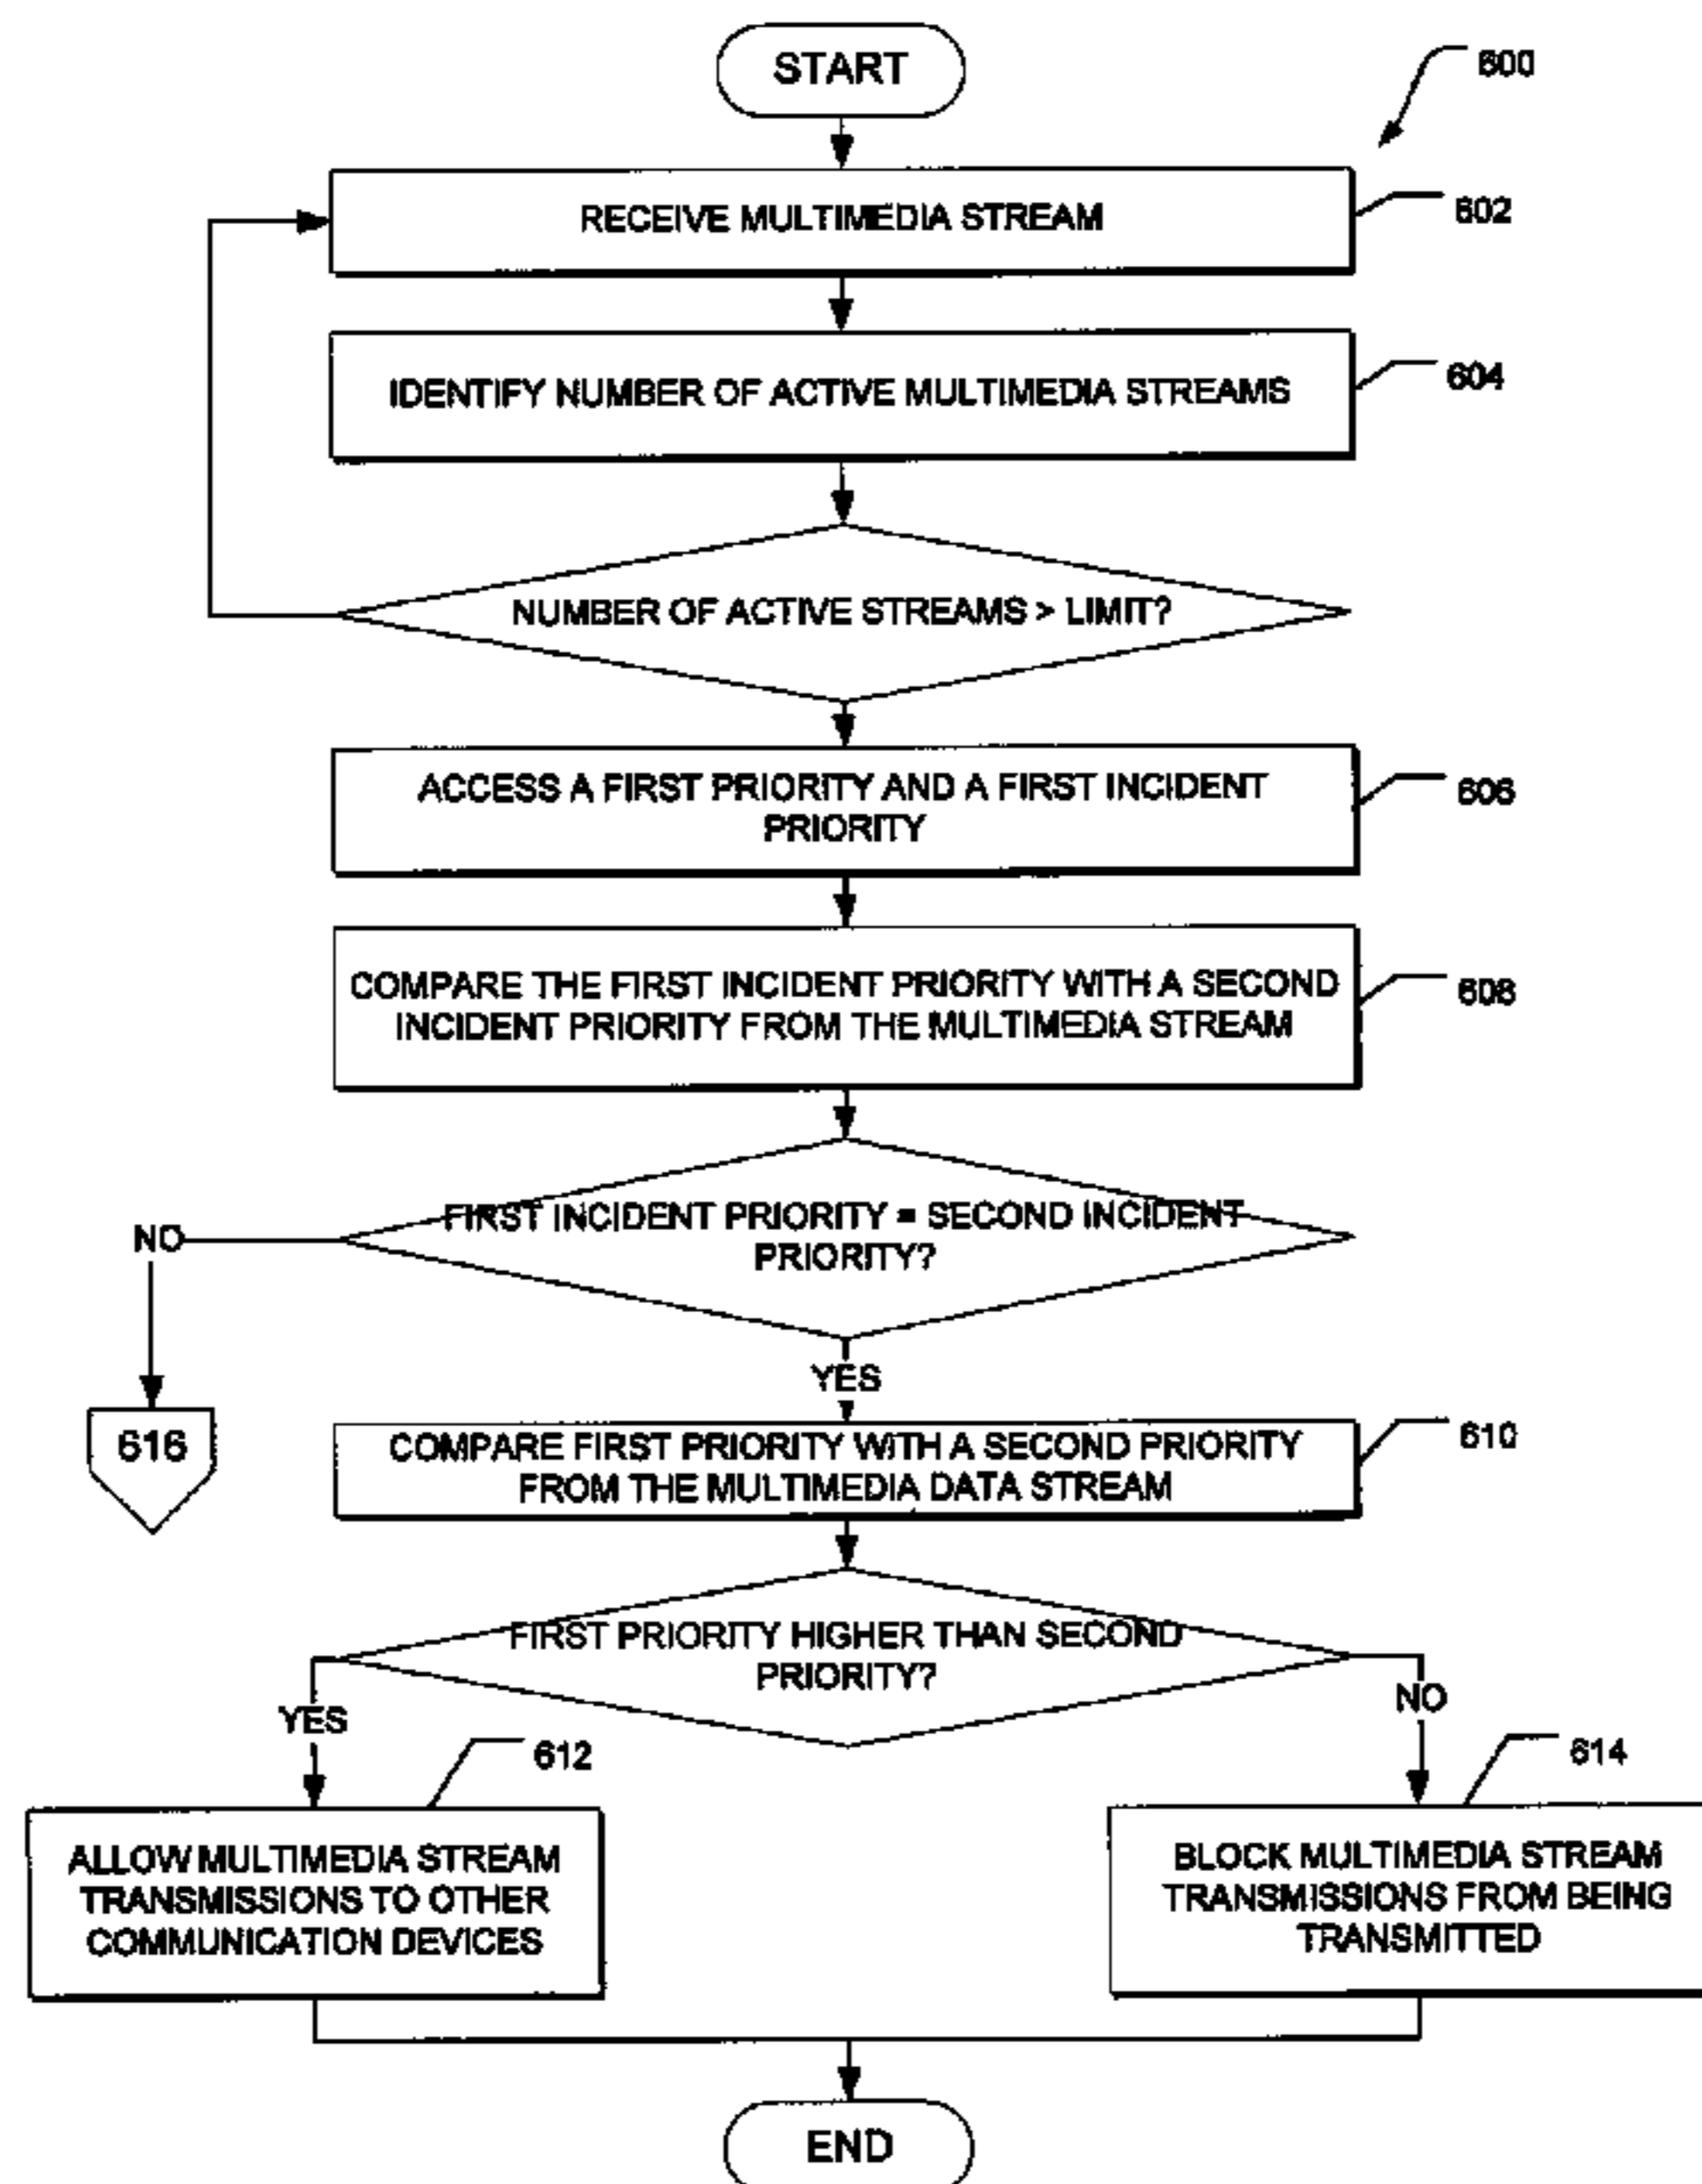 START
600
RECEIVE MULTIMEDIA STREAM
602
IDENTIFY NUMBER OF ACTIVE MULTIMEDIA STREAMS
604
NUMBER OF ACTIVE STREAMS > LIMIT?
ACCESS A FIRST PRIORITY AND A FIRST INCIDENT
PRIORITY
606
COMPARE THE FIRST INCIDENT PRIORITY WITH A SECOND
INCIDENT PRIORITY FROM THE MULTIMEDIA STREAM
608
FIRST INCIDENT PRIORITY = SECOND INCIDENT
PRIORITY?
NO
YES
616
COMPARE FIRST PRIORITY WITH A SECOND PRIORITY
FROM THE MULTIMEDIA DATA STREAM
610
FIRST PRIORITY HIGHER THAN SECOND
PRIORITY?
YES
NO
612
614
ALLOW MULTIMEDIA STREAM
TRANSMISSIONS TO OTHER
COMMUNICATION DEVICES
BLOCK MULTIMEDIA STREAM
TRANSMISSIONS FROM BEING
TRANSMITTED
END